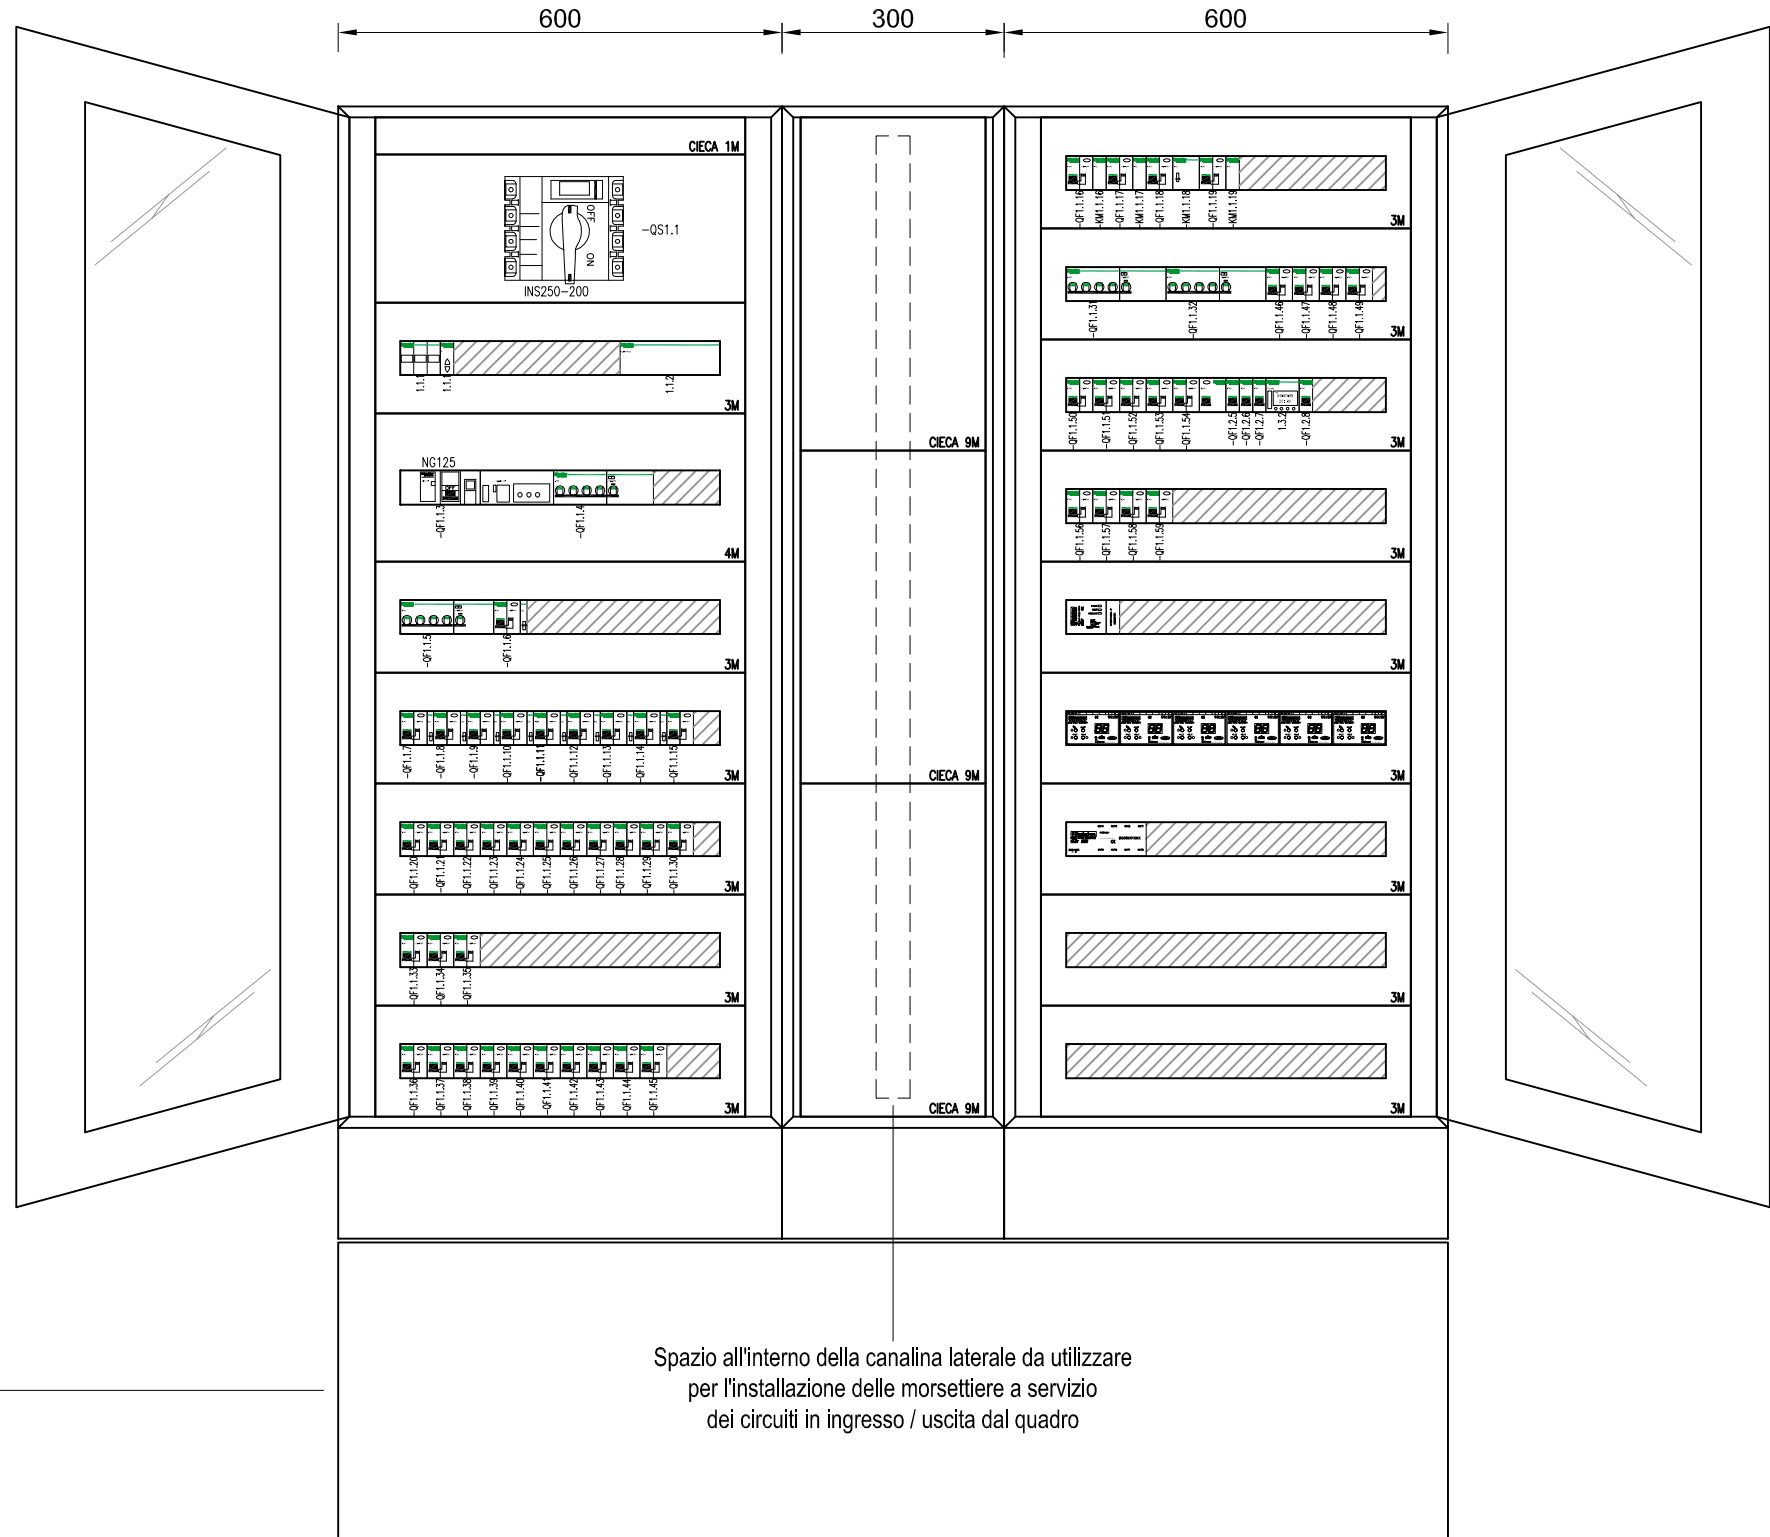 600
300
600
CIECA 1M
OFF
ON
-QS1.1
INS250-200
1.1.1
1.1.1
1.1.2
3M
NG125
-QF1.1.3
-QF1.1.4
4M
-QF1.1.5
-QF1.1.6
3M
-QF1.1.7
-QF1.1.8
-QF1.1.9
-QF1.1.10
-QF1.1.11
-QF1.1.12
-QF1.1.13
-QF1.1.14
-QF1.1.15
3M
-QF1.1.20
-QF1.1.21
-QF1.1.22
-QF1.1.23
-QF1.1.24
-QF1.1.25
-QF1.1.26
-QF1.1.27
-QF1.1.28
-QF1.1.29
-QF1.1.30
3M
-QF1.1.33
-QF1.1.34
-QF1.1.35
3M
-QF1.1.36
-QF1.1.37
-QF1.1.38
-QF1.1.39
-QF1.1.40
-QF1.1.41
-QF1.1.42
-QF1.1.43
-QF1.1.44
-QF1.1.45
3M
CIECA 9M
CIECA 9M
CIECA 9M
-QF1.1.16
-KM1.1.16
-QF1.1.17
-KM1.1.17
-QF1.1.18
-KM1.1.18
-QF1.1.19
-KM1.1.19
3M
-QF1.1.31
-QF1.1.32
-QF1.1.46
-QF1.1.47
-QF1.1.48
-QF1.1.49
3M
-QF1.1.50
-QF1.1.51
-QF1.1.52
-QF1.1.53
-QF1.1.54
-QF1.2.5
-QF1.2.6
-QF1.2.7
1.3.2
-QF1.2.8
3M
-QF1.1.56
-QF1.1.57
-QF1.1.58
-QF1.1.59
3M
3M
3M
3M
3M
3M
Spazio all'interno della canalina laterale da utilizzare
per l'installazione delle morsettiere a servizio
dei circuiti in ingresso / uscita dal quadro